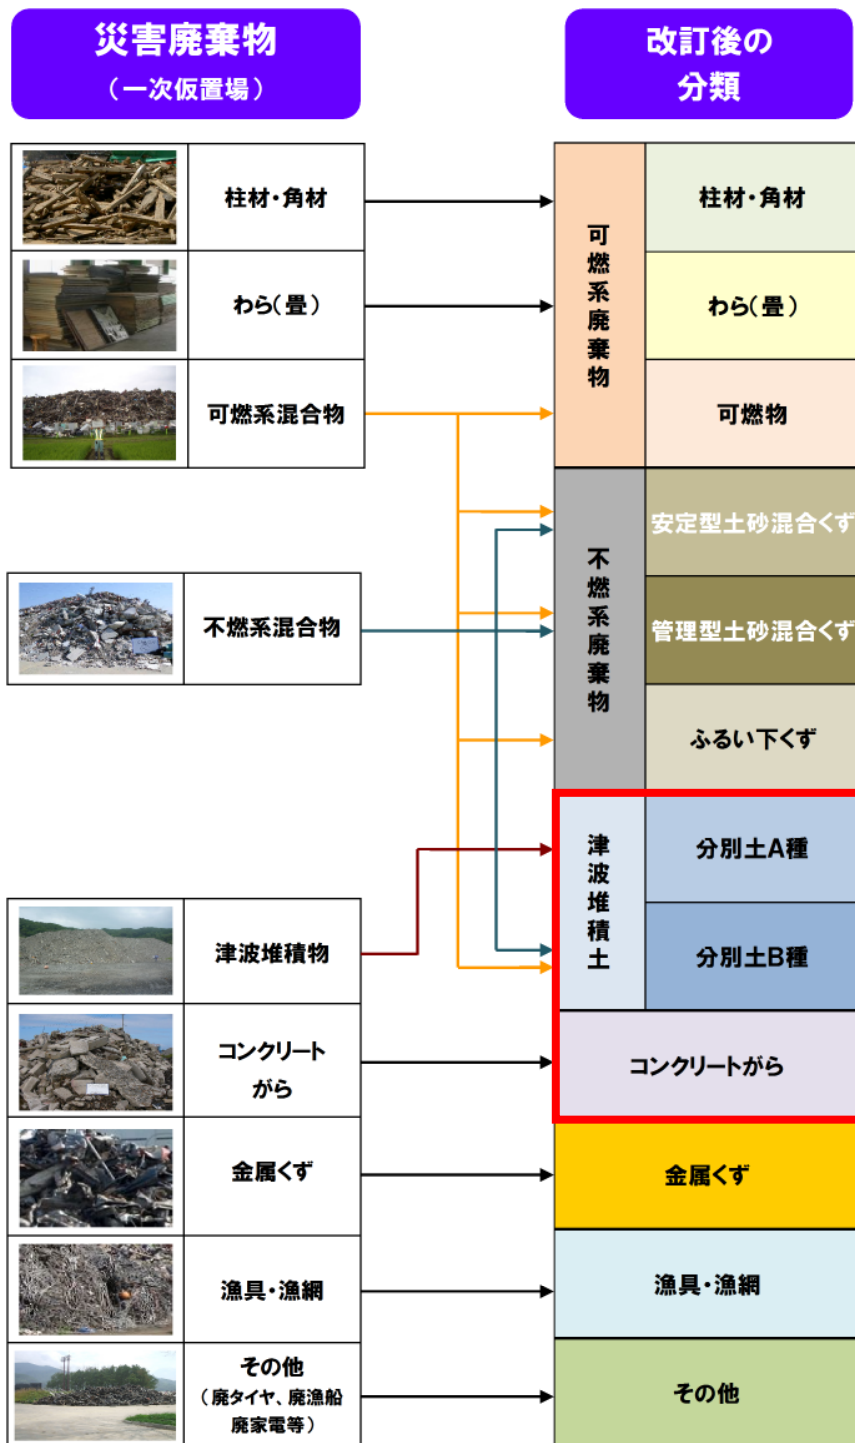 災害廃棄物
（一次仮置場）
改訂後の
分類
柱材・角材
わら（畳）
可燃系混合物
不燃系混合物
津波堆積物
コンクリート
がら
金属くず
漁具・漁網
その他
（廃タイヤ、廃漁船
廃家電等）
可燃系廃棄物
柱材・角材
わら（畳）
可燃物
不燃系廃棄物
安定型土砂混合くず
管理型土砂混合くず
ふるい下くず
津波堆積土
分別土A種
分別土B種
コンクリートがら
金属くず
漁具・漁網
その他